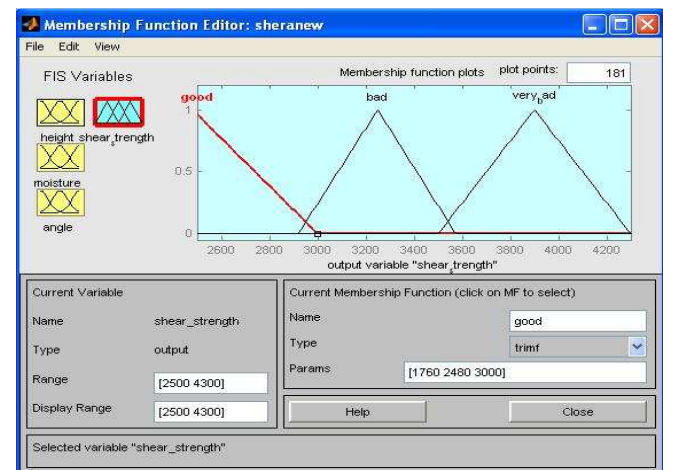 Membership Function Editor: sheranew
File Edit View
FIS Variables
Membership function plots plot points: 181
good bad very_bad
height shear_strength
moisture
angle
1
0.5
0
2600 2800 3000 3200 3400 3600 3800 4000 4200
output variable "shear_strength"
Current Variable
Name shear_strength
Type output
Range [2500 4300]
Display Range [2500 4300]
Current Membership Function (click on MF to select)
Name good
Type trimf
Params [1760 2480 3000]
Help Close
Selected variable "shear_strength"